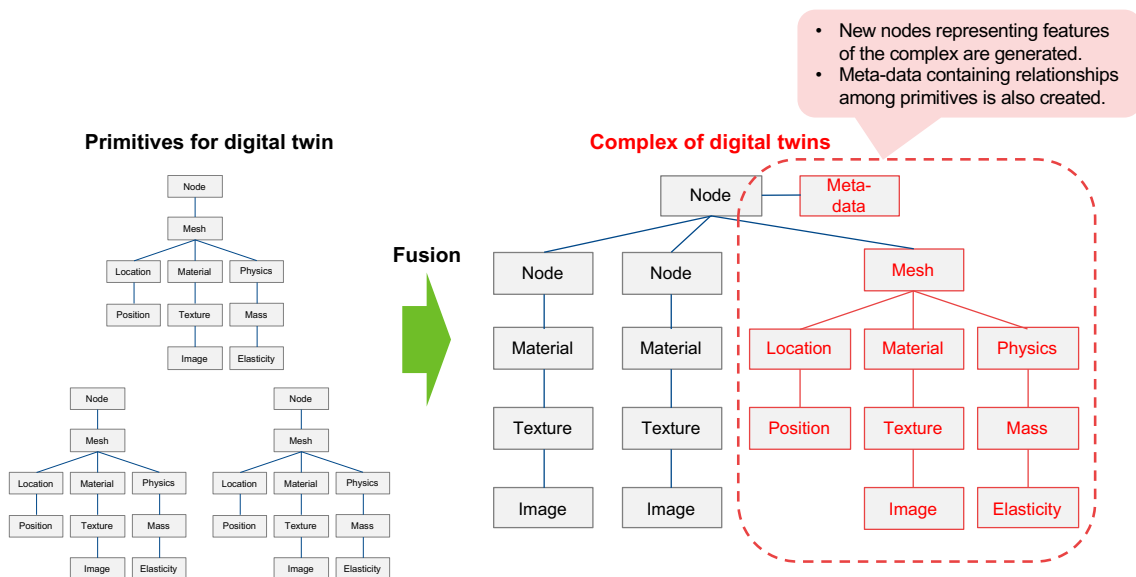 • New nodes representing features
of the complex are generated.
• Meta-data containing relationships
among primitives is also created.
Primitives for digital twin
Complex of digital twins
Node
Mesh
Location Material Physics
Position Texture Mass
Image Elasticity
Node Node
Mesh Mesh
Location Material Physics Location Material Physics
Position Texture Mass Position Texture Mass
Image Elasticity Image Elasticity
Fusion
Node Meta-
data
Node Node Mesh
Material Material Location Material Physics
Texture Texture Position Texture Mass
Image Image Image Elasticity